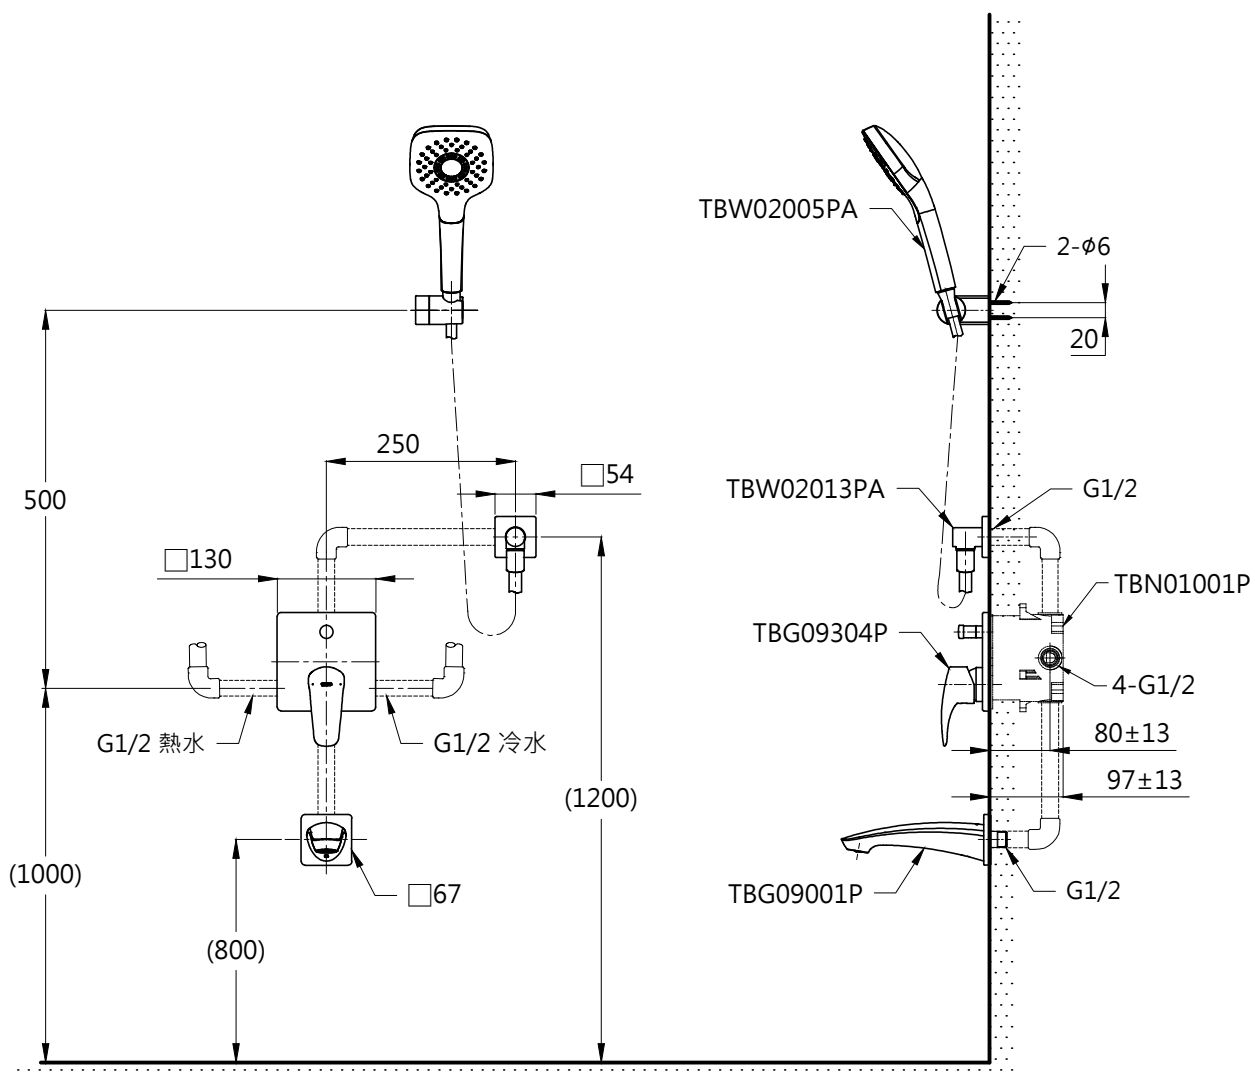 TBW02005PA
2-φ6
20
250
□54
500
TBW02013PA
G1/2
□130
TBN01001P
TBG09304P
4-G1/2
G1/2 熱水
G1/2 冷水
80±13
97±13
(1200)
(1000)
□67
TBG09001P
G1/2
(800)